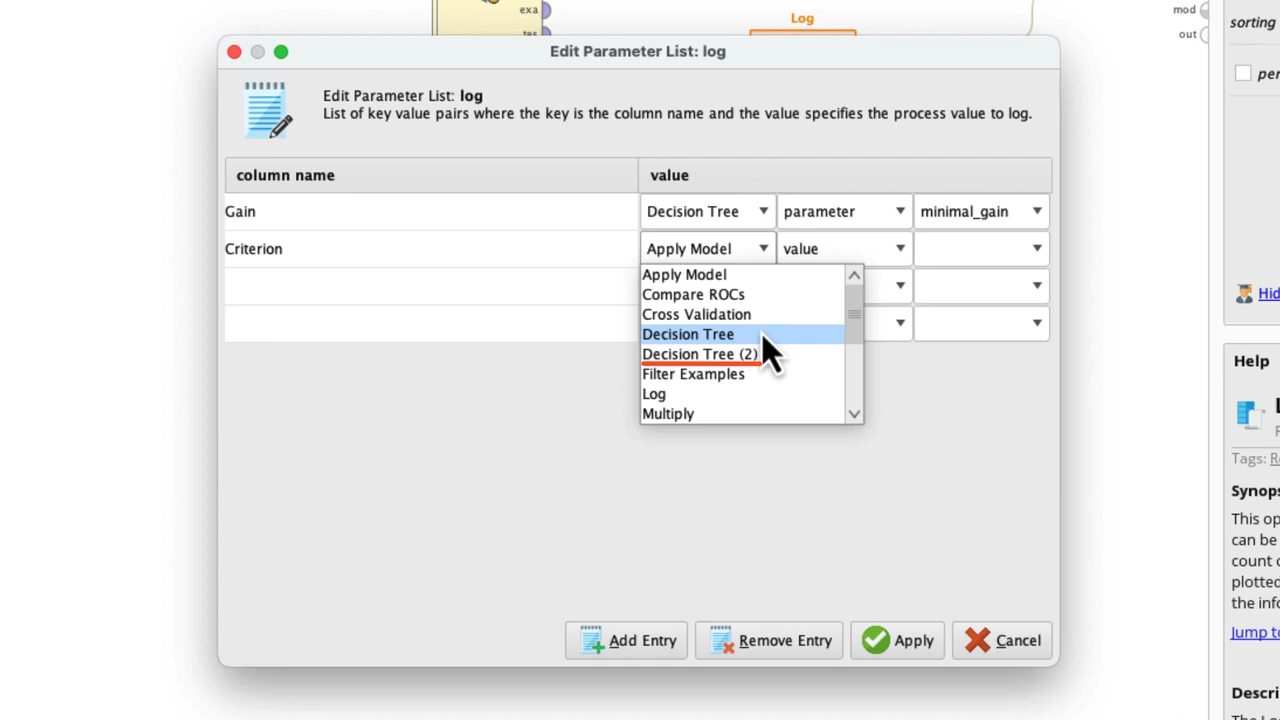 exa
tes
Log
mod
out
sorting
per
Edit Parameter List: log
Edit Parameter List: log
List of key value pairs where the key is the column name and the value specifies the process value to log.
column name value
Gain Decision Tree parameter minimal_gain
Criterion Apply Model value
Apply Model
Compare ROCs
Cross Validation
Decision Tree
Decision Tree (2)
Filter Examples
Log
Multiply
Add Entry Remove Entry Apply Cancel
Hid
Help
L
Tags: Re
Synops
This op
can be
count o
plotted
the info
Jump to
Descri